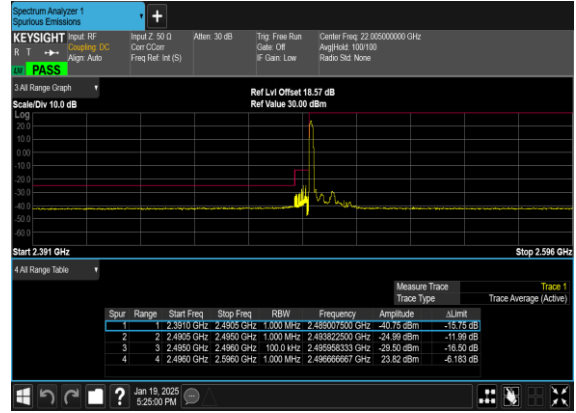 Spectrum Analyzer 1
Spurious Emissions
+
KEYSIGHT Input: RF Input Z: 50 Ω Atten: 30 dB Trig: Free Run Center Freq: 22.005000000 GHz
R T Coupling: DC Corr CCorr Gate: Off Avg|Hold: 100/100
Align: Auto Freq Ref: Int (S) IF Gain: Low Radio Std: None
PASS
3 All Range Graph
Ref Lvl Offset 18.57 dB
Scale/Div 10.0 dB Ref Value 30.00 dBm
Log
20.0
10.0
0.00
-10.0
-20.0
-30.0
-40.0
-50.0
-60.0
Start 2.391 GHz Stop 2.596 GHz
4 All Range Table
Measure Trace Trace 1
Trace Type Trace Average (Active)
Spur Range Start Freq Stop Freq RBW Frequency Amplitude ΔLimit
1 1 2.3910 GHz 2.4905 GHz 1.000 MHz 2.489007500 GHz -40.75 dBm -15.75 dB
2 2 2.4905 GHz 2.4950 GHz 1.000 MHz 2.493822500 GHz -24.99 dBm -11.99 dB
3 3 2.4950 GHz 2.4960 GHz 100.0 kHz 2.495958333 GHz -29.50 dBm -16.50 dB
4 4 2.4960 GHz 2.5960 GHz 1.000 MHz 2.496666667 GHz 23.82 dBm -6.183 dB
? Jan 19, 2025
5:25:00 PM